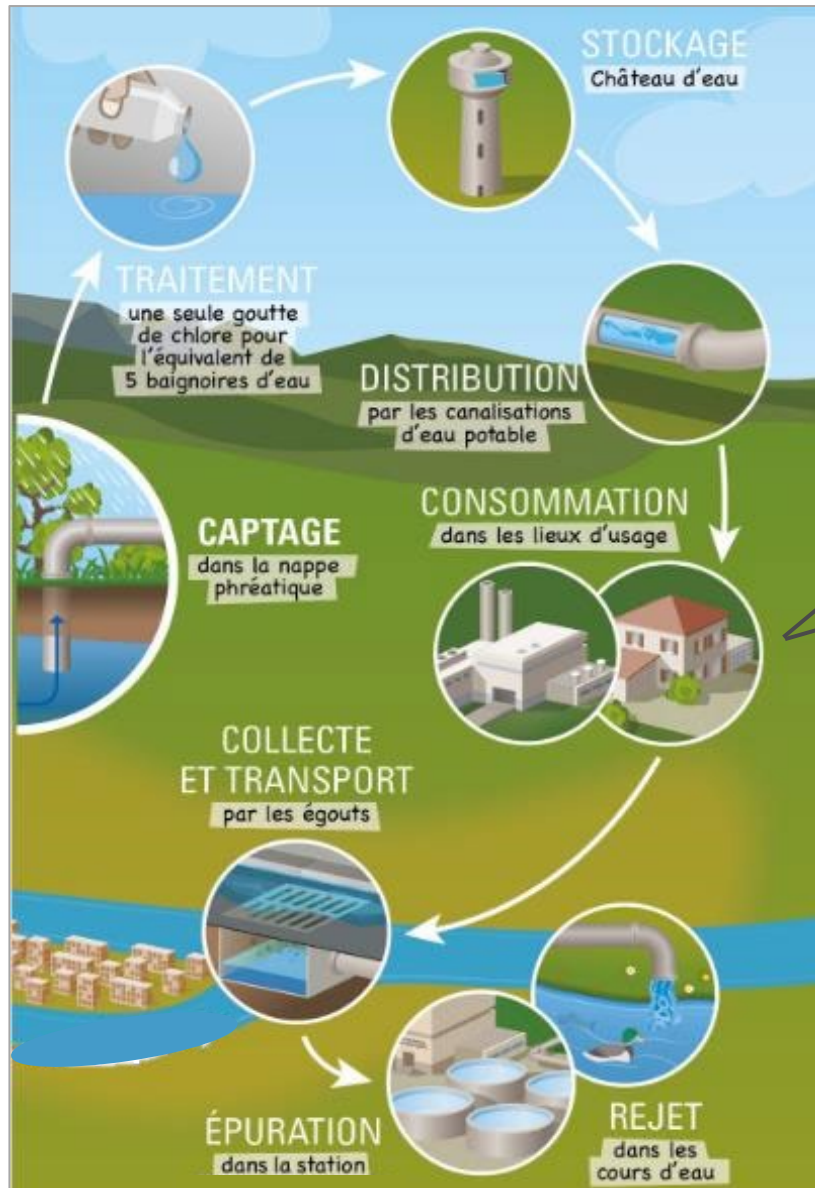 STOCKAGE
Château d'eau
TRAITEMENT
une seule goutte
de chlore pour
l'équivalent de
5 baignoires d'eau
DISTRIBUTION
par les canalisations
d'eau potable
CAPTAGE
dans la nappe
phréatique
CONSOMMATION
dans les lieux d'usage
COLLECTE
ET TRANSPORT
par les égouts
ÉPURATION
dans la station
REJET
dans les
cours d'eau